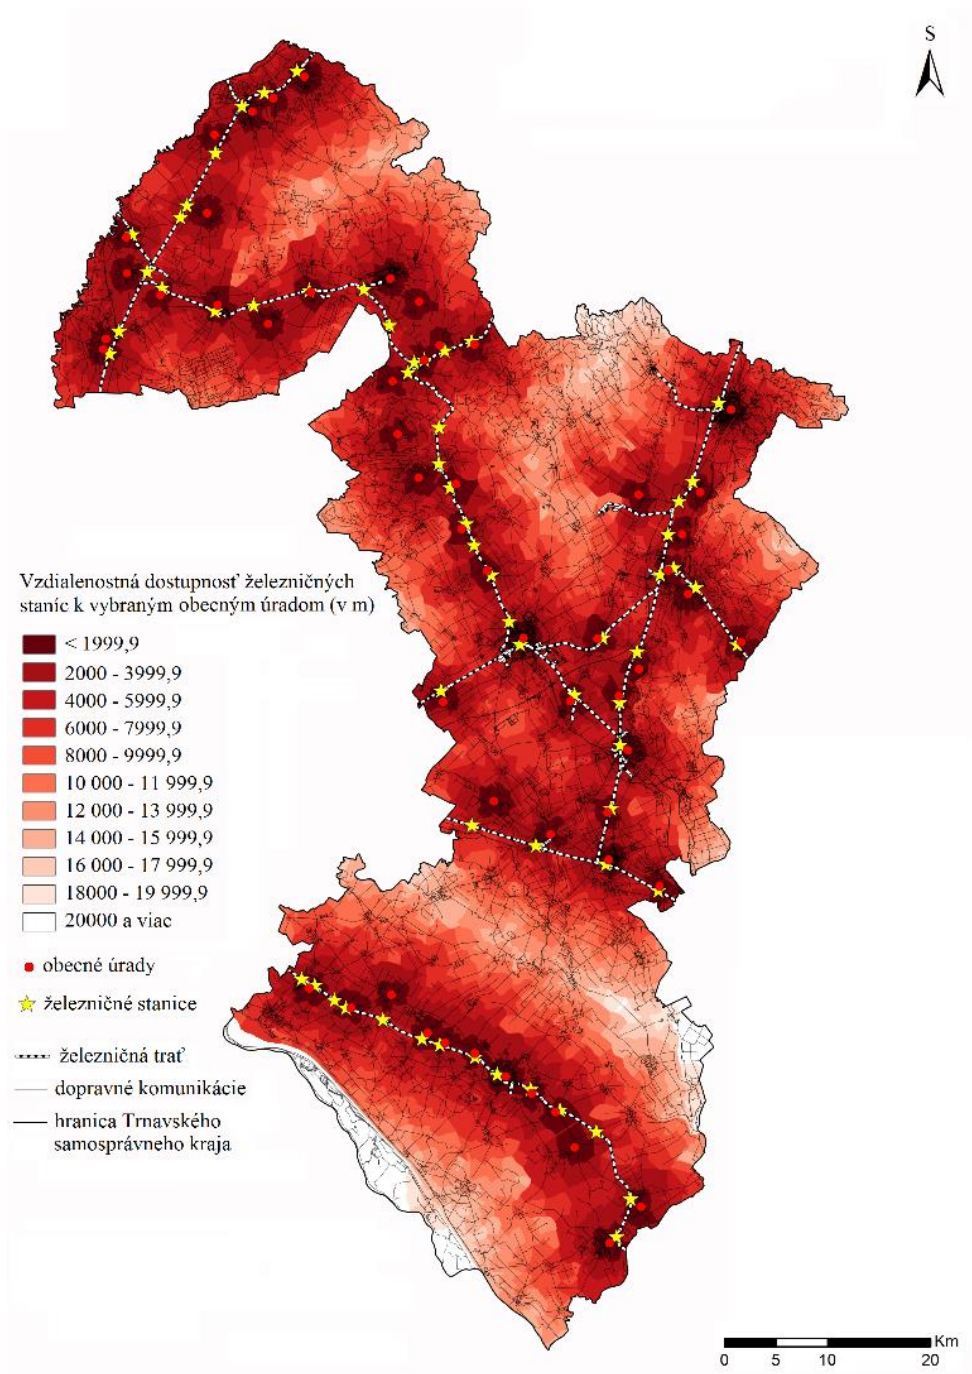 S
Vzdialenostná dostupnosť železničných
staníc k vybraným obecným úradom (v m)
< 1999,9
2000 - 3999,9
4000 - 5999,9
6000 - 7999,9
8000 - 9999,9
10 000 - 11 999,9
12 000 - 13 999,9
14 000 - 15 999,9
16 000 - 17 999,9
18000 - 19 999,9
20000 a viac
obecné úrady
železničné stanice
železničná trať
dopravné komunikácie
hranica Trnavského
samosprávneho kraja
Km
0 5 10 20